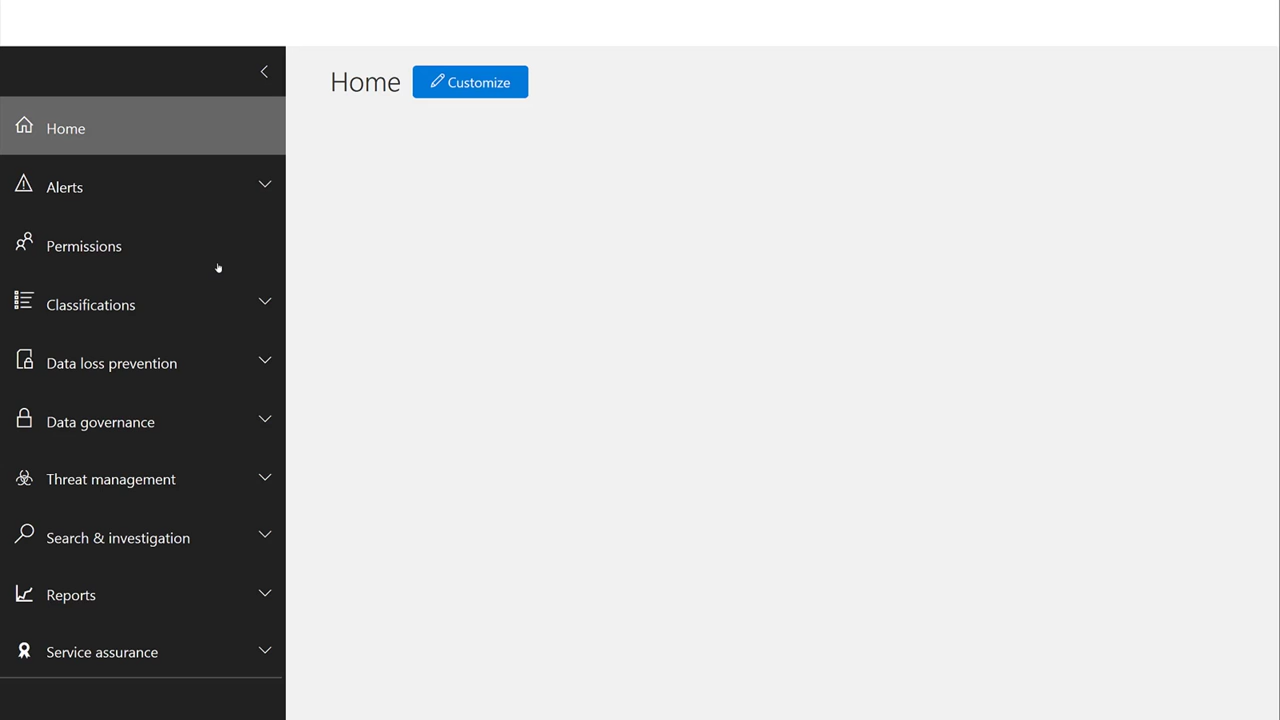 Home
Customize
Home
Alerts
Permissions
Classifications
Data loss prevention
Data governance
Threat management
Search & investigation
Reports
Service assurance